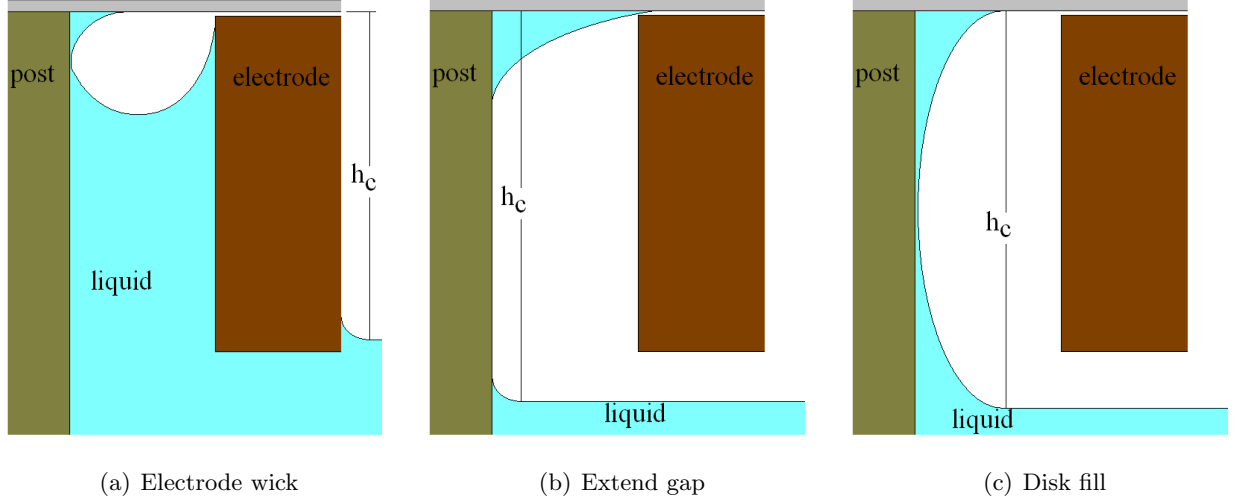 post
electrode
h_c
liquid
(a) Electrode wick
post
electrode
h_c
liquid
(b) Extend gap
post
electrode
h_c
liquid
(c) Disk fill